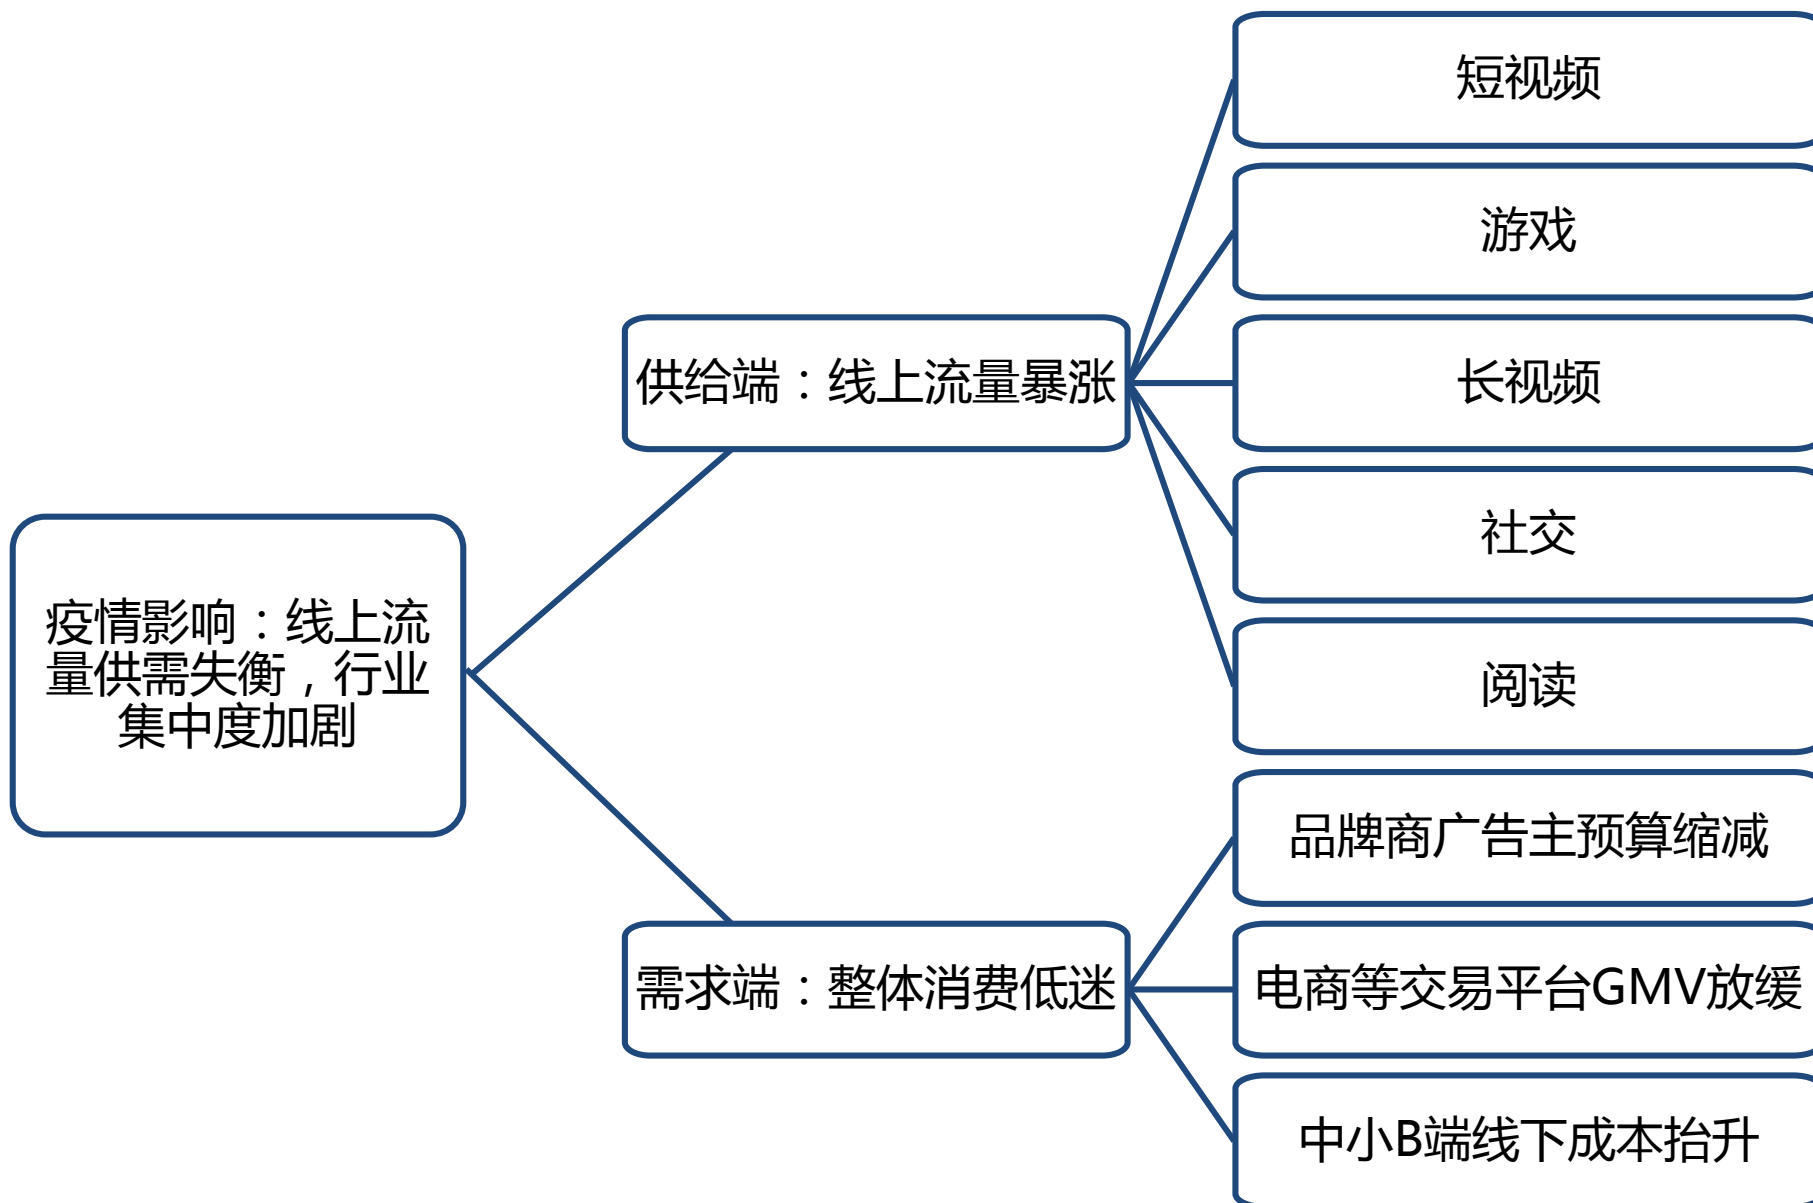 疫情影响：线上流
量供需失衡，行业
集中度加剧
供给端：线上流量暴涨
短视频
游戏
长视频
社交
阅读
需求端：整体消费低迷
品牌商广告主预算缩减
电商等交易平台GMV放缓
中小B端线下成本抬升